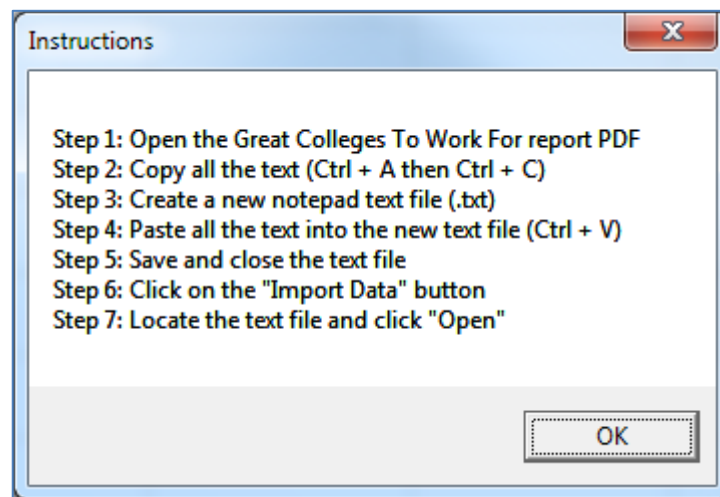 Instructions
Step 1: Open the Great Colleges To Work For report PDF
Step 2: Copy all the text (Ctrl + A then Ctrl + C)
Step 3: Create a new notepad text file (.txt)
Step 4: Paste all the text into the new text file (Ctrl + V)
Step 5: Save and close the text file
Step 6: Click on the "Import Data" button
Step 7: Locate the text file and click "Open"
OK